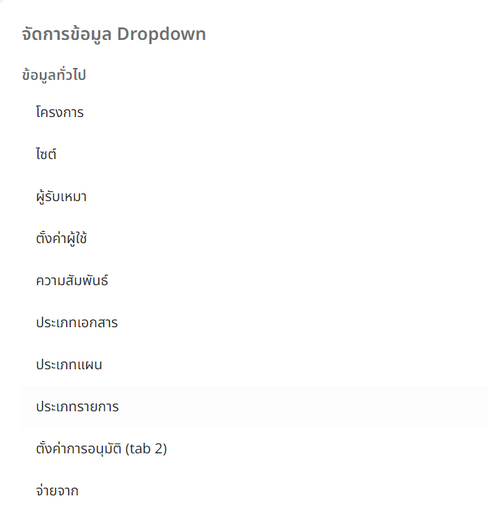 จัดการข้อมูล Dropdown
ข้อมูลทั่วไป
โครงการ
ไซต์
ผู้รับเหมา
ตั้งค่าผู้ใช้
ความสัมพันธ์
ประเภทเอกสาร
ประเภทแผน
ประเภทรายการ
ตั้งค่าการอนุมัติ (tab 2)
จ่ายจาก